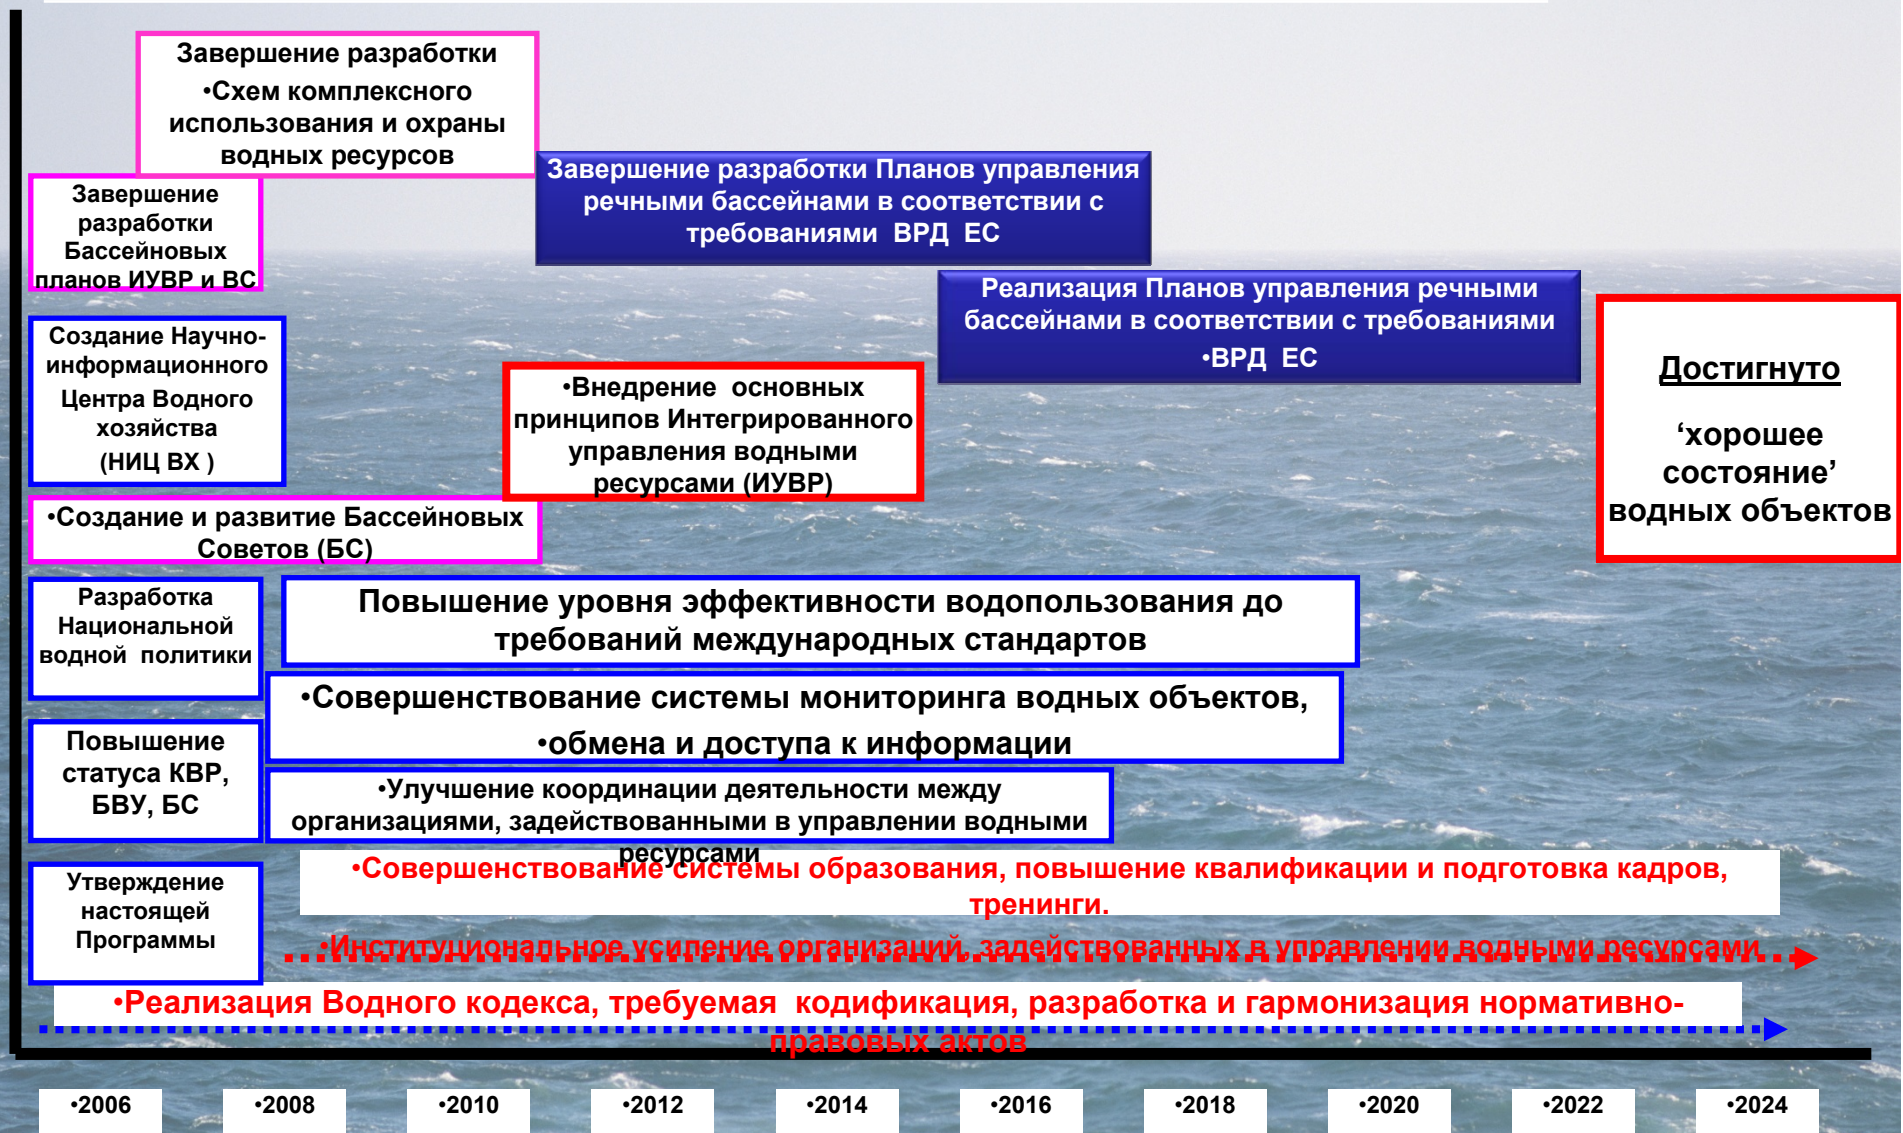 Завершение разработки
•Схем комплексного
использования и охраны
водных ресурсов
Завершение
разработки
Бассейновых
планов ИУВР и ВС
Завершение разработки Планов управления
речными бассейнами в соответствии с
требованиями ВРД ЕС
Реализация Планов управления речными
бассейнами в соответствии с требованиями
•ВРД ЕС
Создание Научно-
информационного
Центра Водного
хозяйства
(НИЦ ВХ )
•Внедрение основных
принципов Интегрированного
управления водными
ресурсами (ИУВР)
Достигнуто
‘хорошее
состояние’
водных объектов
•Создание и развитие Бассейновых
Советов (БС)
Разработка
Национальной
водной политики
Повышение уровня эффективности водопользования до
требований международных стандартов
•Совершенствование системы мониторинга водных объектов,
•обмена и доступа к информации
Повышение
статуса КВР,
БВУ, БС
•Улучшение координации деятельности между
организациями, задействованными в управлении водными
ресурсами
•Совершенствование системы образования, повышение квалификации и подготовка кадров,
тренинги.
Утверждение
настоящей
Программы
•Институциональное усиление организаций, задействованных в управлении водными ресурсами
•Реализация Водного кодекса, требуемая кодификация, разработка и гармонизация нормативно-
правовых актов
•2006
•2008
•2010
•2012
•2014
•2016
•2018
•2020
•2022
•2024